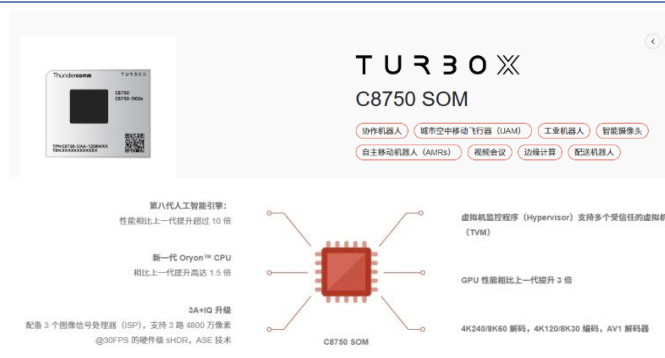 Thundercomm TURBOX
C8750
TURBOX
C8750 SOM
协作机器人 城市空中移动飞行器（UAM） 工业机器人 智能摄像头
自主移动机器人（AMRs） 视频会议 边缘计算 配送机器人
第八代人工智能引擎：
性能相比上一代提升超过 10 倍
新一代 Oryon™ CPU
相比上一代提升高达 1.5 倍
3A+IQ 升级
配备 3 个图像信号处理器（ISP），支持 3 路 4800 万像素
@30FPS 的硬件级 sHDR，ASE 技术
C8750 SOM
虚拟机监控程序（Hypervisor）支持多个受信任的虚拟机
（TVM）
GPU 性能相比上一代提升 3 倍
4K240/8K60 解码，4K120/8K30 编码，AV1 解码器